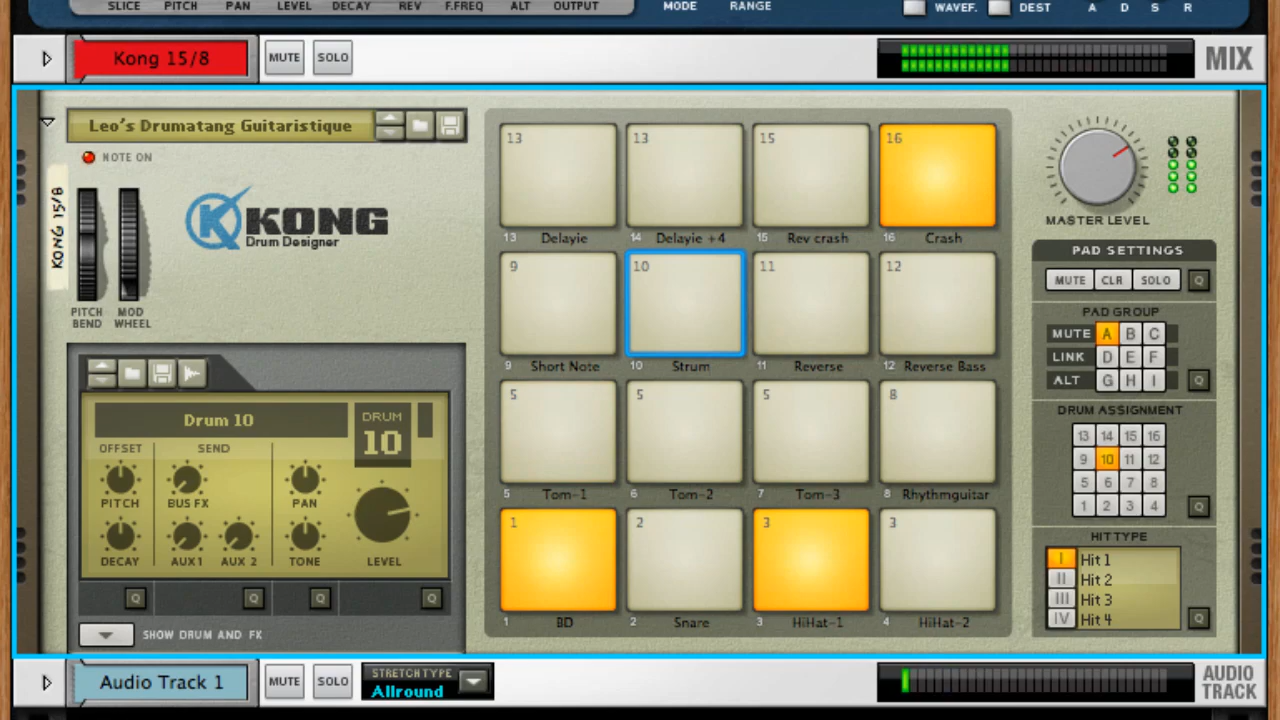 SLICE PITCH PAN LEVEL DECAY REV F.FREQ ALT OUTPUT MODE RANGE WAVEF. DEST A D S R
Kong 15/8 MUTE SOLO MIX
Leo's Drumatang Guitaristique
NOTE ON
KONG 15/8
KONG
Drum Designer
PITCH BEND
MOD WHEEL
13 13 15 16
13 Delayie 14 Delayie +4 15 Rev crash 16 Crash
9 10 11 12
9 Short Note 10 Strum 11 Reverse 12 Reverse Bass
5 5 5 8
5 Tom-1 6 Tom-2 7 Tom-3 8 Rhythmguitar
1 2 3 3
1 BD 2 Snare 3 HiHat-1 4 HiHat-2
Drum 10
DRUM
10
OFFSET SEND
PITCH BUS FX PAN
DECAY AUX1 AUX 2 TONE LEVEL
Q Q Q Q
SHOW DRUM AND FX
MASTER LEVEL
PAD SETTINGS
MUTE CLR SOLO Q
PAD GROUP
MUTE A B C
LINK D E F
ALT G H I Q
DRUM ASSIGNMENT
13 14 15 16
9 10 11 12
5 6 7 8
1 2 3 4 Q
HIT TYPE
I Hit 1
II Hit 2
III Hit 3
IV Hit 4 Q
Audio Track 1 MUTE SOLO
STRETCH TYPE
Allround
AUDIO
TRACK